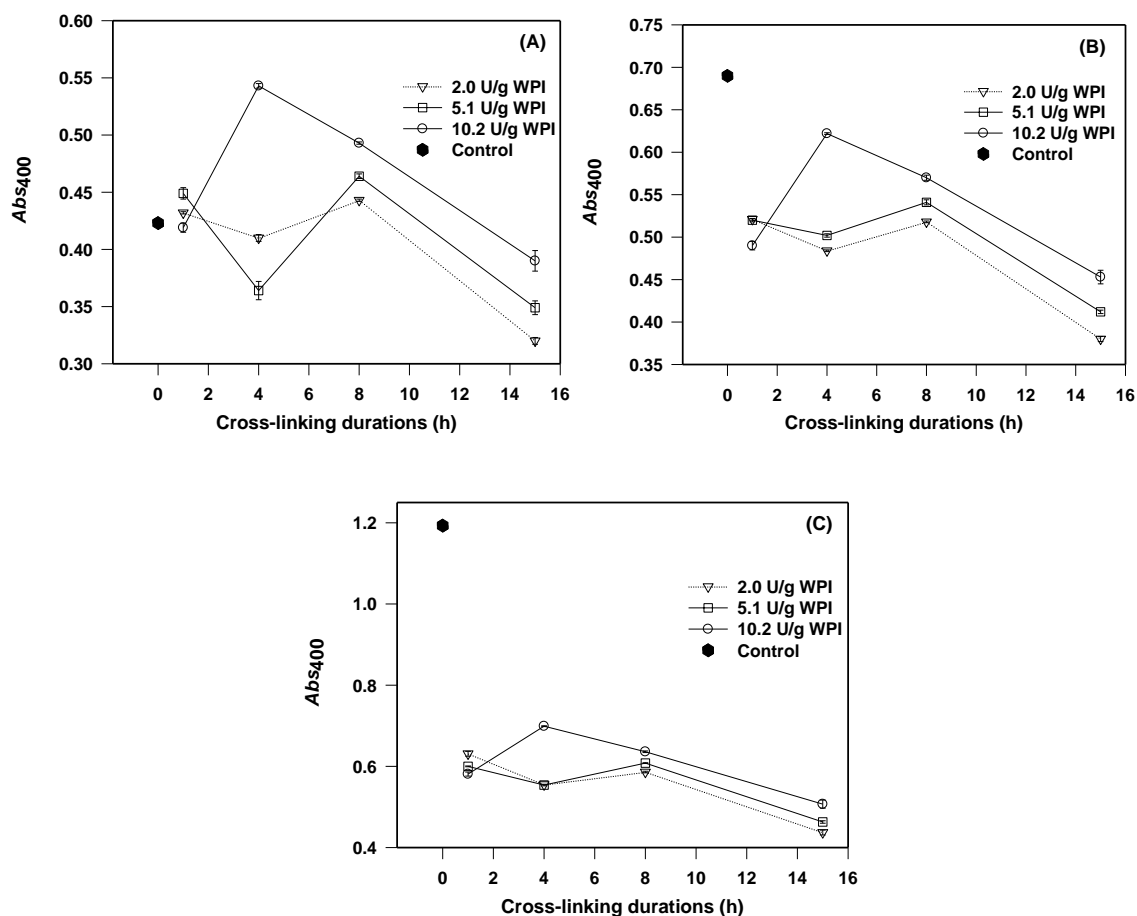 (A)
0.60
0.55
0.50
0.45
0.40
0.35
0.30
Abs400
2.0 U/g WPI
5.1 U/g WPI
10.2 U/g WPI
Control
0 2 4 6 8 10 12 14 16
Cross-linking durations (h)
(B)
0.75
0.70
0.65
0.60
0.55
0.50
0.45
0.40
0.35
Abs400
2.0 U/g WPI
5.1 U/g WPI
10.2 U/g WPI
Control
0 2 4 6 8 10 12 14 16
Cross-linking durations (h)
(C)
1.2
1.0
0.8
0.6
0.4
Abs400
2.0 U/g WPI
5.1 U/g WPI
10.2 U/g WPI
Control
0 2 4 6 8 10 12 14 16
Cross-linking durations (h)